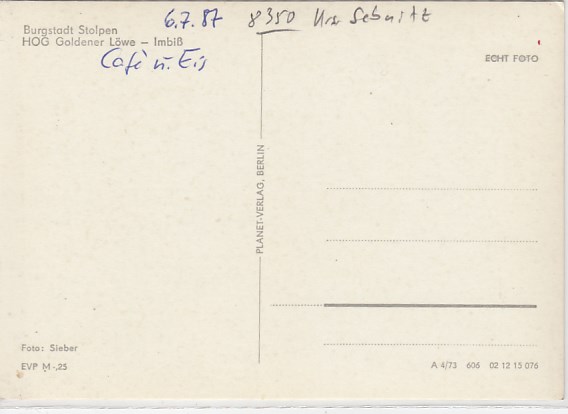 6.7.87 8350 Krs Sebnitz
Burgstadt Stolpen
HOG Goldener Löwe – Imbiß
Café u. Eis
ECHT FOTO
PLANET-VERLAG, BERLIN
Foto: Sieber
EVP M -,25
A 4/73 606 02 12 15 076